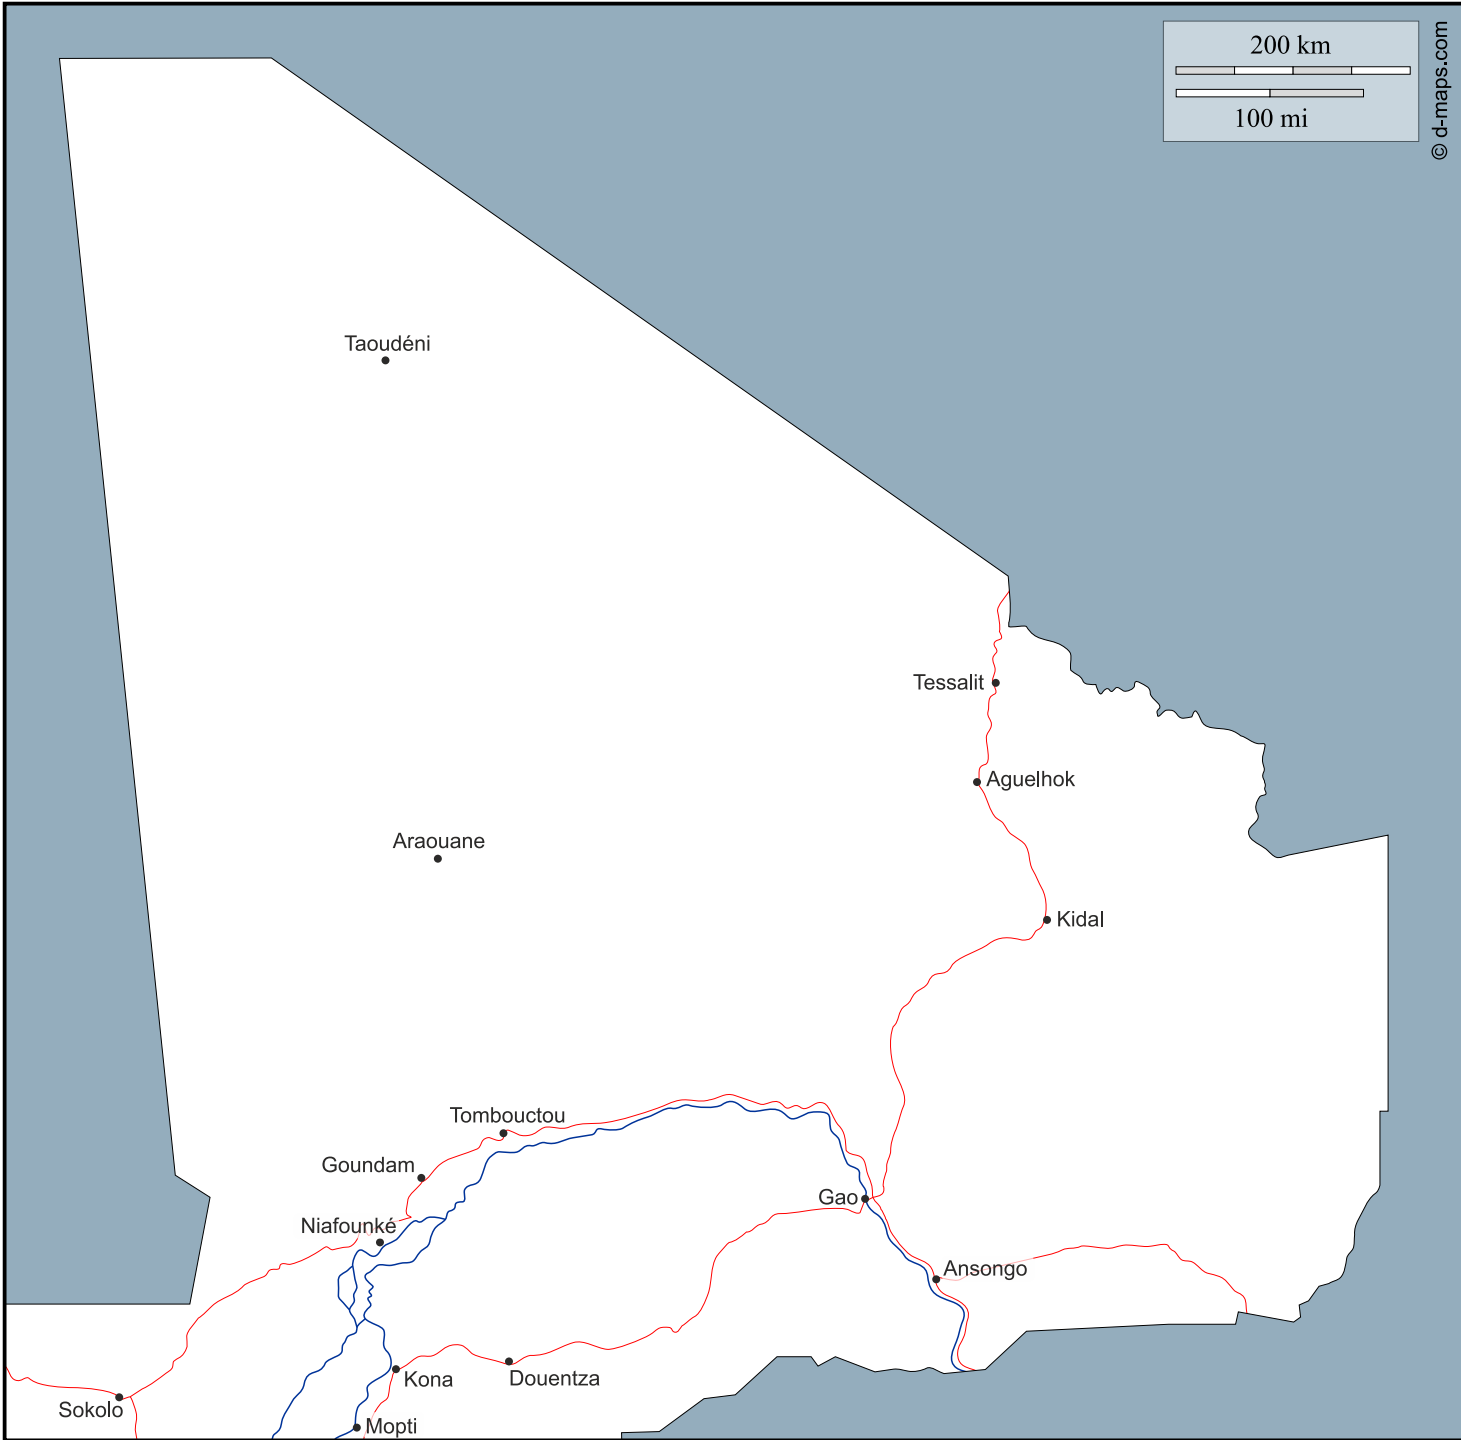 200 km
100 mi
© d-maps.com
Taoudéni
Tessalit
Aguelhok
Araouane
Kidal
Tombouctou
Goundam
Gao
Niafounké
Ansongo
Kona
Douentza
Sokolo
Mopti